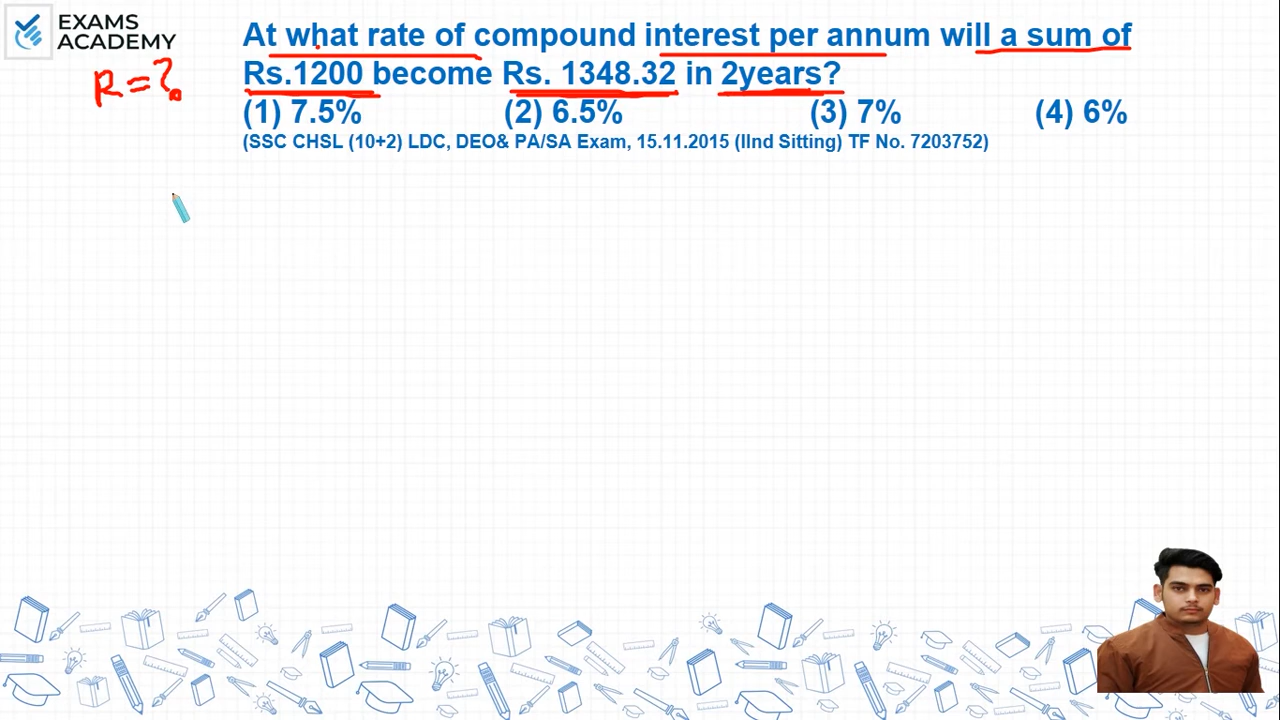 EXAMS
ACADEMY
R=?
At what rate of compound interest per annum will a sum of
Rs.1200 become Rs. 1348.32 in 2years?
(1) 7.5% (2) 6.5% (3) 7% (4) 6%
(SSC CHSL (10+2) LDC, DEO& PA/SA Exam, 15.11.2015 (IInd Sitting) TF No. 7203752)